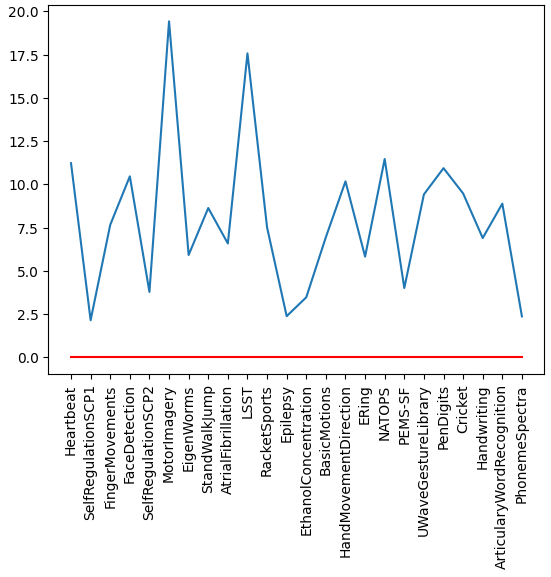 20.0
17.5
15.0
12.5
10.0
7.5
5.0
2.5
0.0
Heartbeat
SelfRegulationSCP1
FingerMovements
FaceDetection
SelfRegulationSCP2
MotorImagery
EigenWorms
StandWalkJump
AtrialFibrillation
LSST
RacketSports
Epilepsy
EthanolConcentration
BasicMotions
HandMovementDirection
ERing
NATOPS
PEMS-SF
UWaveGestureLibrary
PenDigits
Cricket
Handwriting
ArticularyWordRecognition
PhonemeSpectra